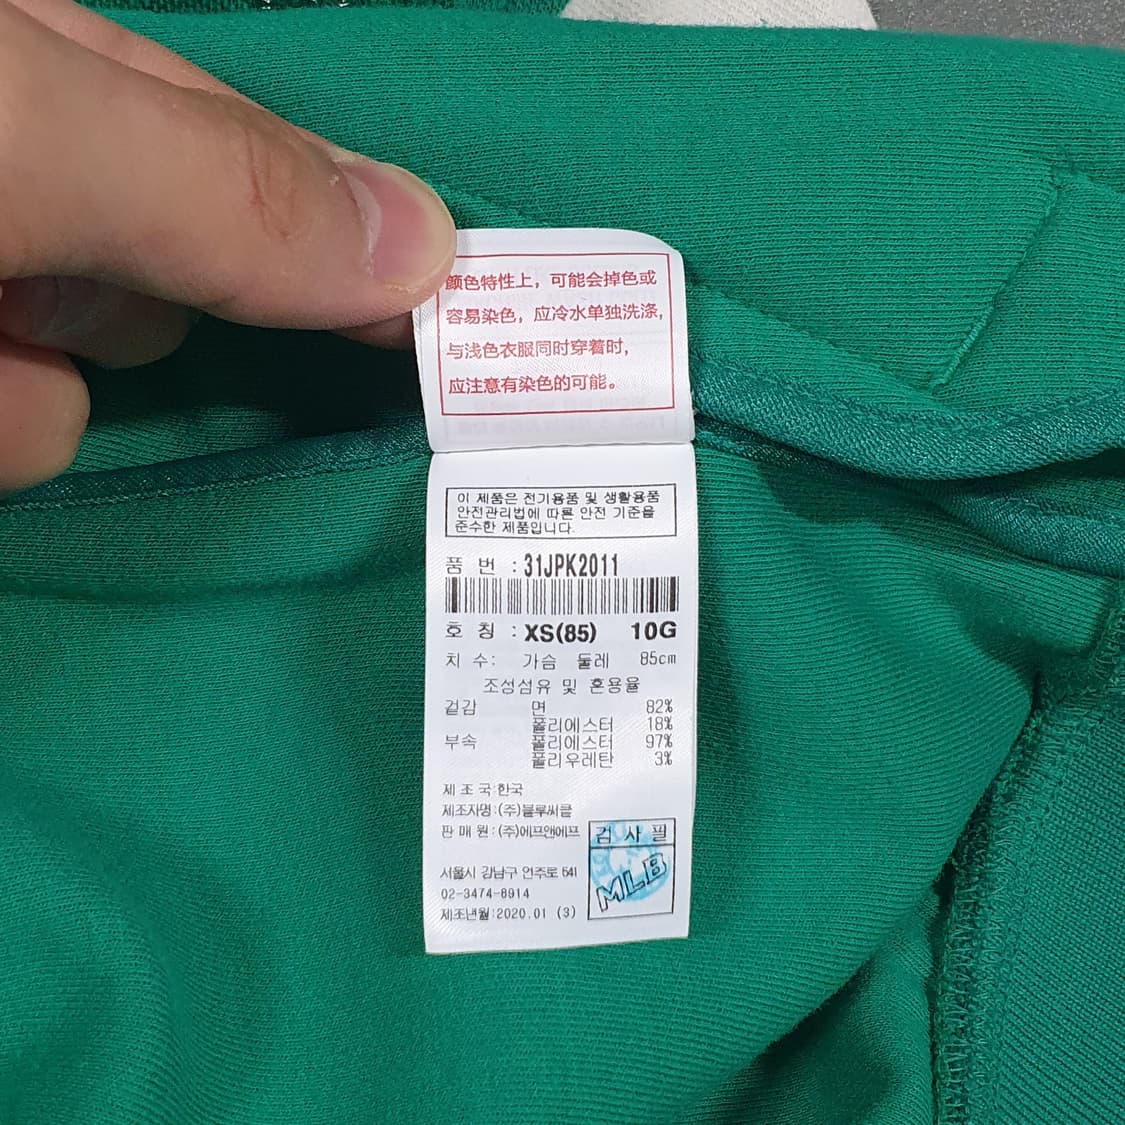 颜色特性上，可能会掉色或
容易染色，应冷水单独洗涤，
与浅色衣服同时穿着时，
应注意有染色的可能。
이 제품은 전기용품 및 생활용품
안전관리법에 따른 안전 기준을
준수한 제품입니다.
품 번 : 31JPK2011
호 칭 : XS(85) 10G
치 수: 가슴 둘레 85cm
조성섬유 및 혼용율
겉감 면 82%
폴리에스터 18%
부속 폴리에스터 97%
폴리우레탄 3%
제 조 국:한국
제조자명:(주)블루씨클
판 매 원:(주)에프앤에프
서울시 강남구 언주로 541
02-3474-8914
제조년월:2020.01 (3)
검 사 필
MLB